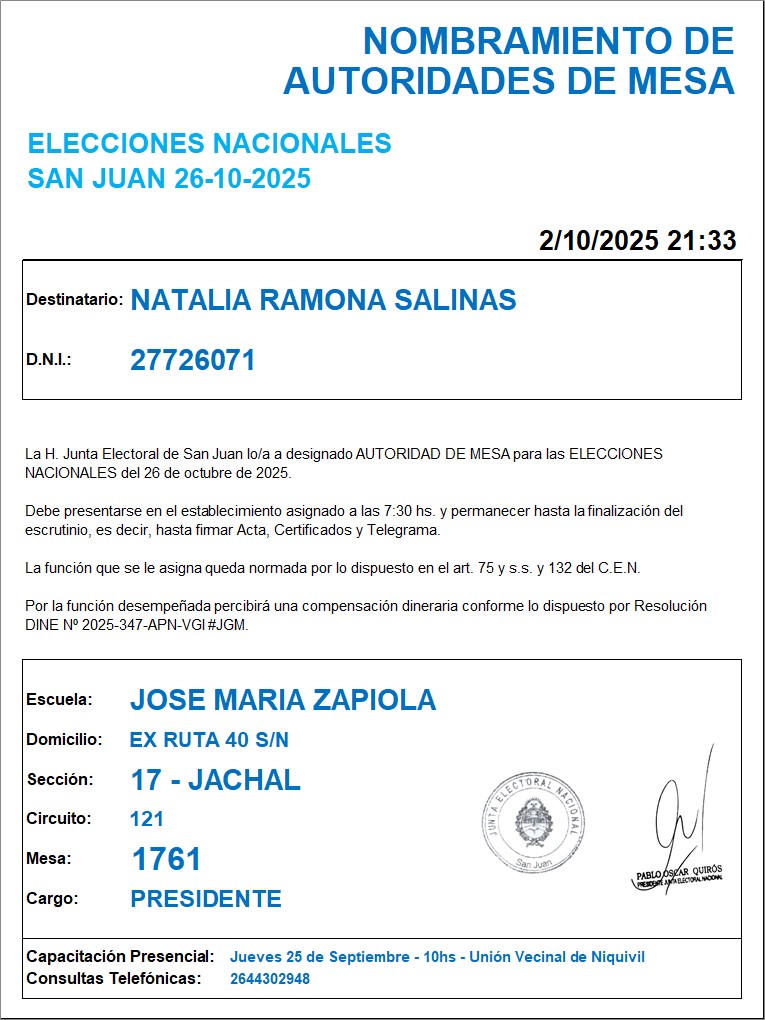 NOMBRAMIENTO DE
AUTORIDADES DE MESA
ELECCIONES NACIONALES
SAN JUAN 26-10-2025
2/10/2025 21:33
Destinatario: NATALIA RAMONA SALINAS
D.N.I.: 27726071
La H. Junta Electoral de San Juan lo/a a designado AUTORIDAD DE MESA para las ELECCIONES
NACIONALES del 26 de octubre de 2025.
Debe presentarse en el establecimiento asignado a las 7:30 hs. y permanecer hasta la finalización del
escrutinio, es decir, hasta firmar Acta, Certificados y Telegrama.
La función que se le asigna queda normada por lo dispuesto en el art. 75 y s.s. y 132 del C.E.N.
Por la función desempeñada percibirá una compensación dineraria conforme lo dispuesto por Resolución
DINE Nº 2025-347-APN-VGI#JGM.
Escuela: JOSE MARIA ZAPIOLA
Domicilio: EX RUTA 40 S/N
Sección: 17 - JACHAL
Circuito: 121
Mesa: 1761
Cargo: PRESIDENTE
JUNTA ELECTORAL NACIONAL
San Juan
PABLO OSCAR QUIRÓS
PRESIDENTE JUNTA ELECTORAL NACIONAL
Capacitación Presencial: Jueves 25 de Septiembre - 10hs - Unión Vecinal de Niquivil
Consultas Telefónicas: 2644302948